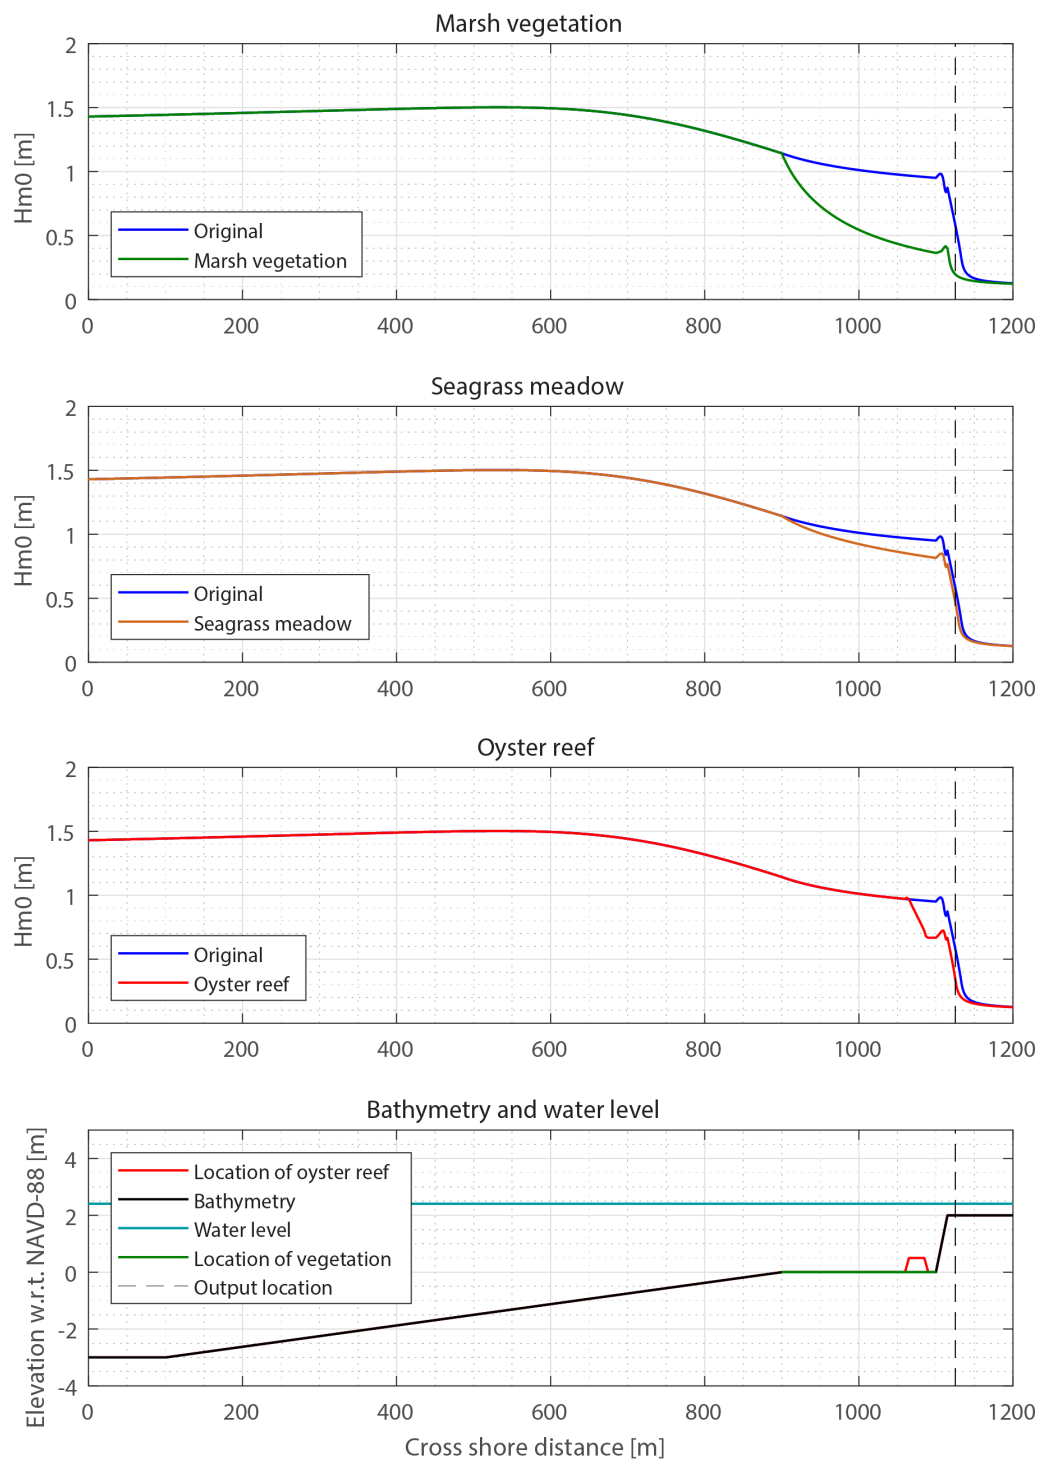 Marsh vegetation
2
1.5
1
0.5
0
Hm0 [m]
Original
Marsh vegetation
0 200 400 600 800 1000 1200
Seagrass meadow
2
1.5
1
0.5
0
Hm0 [m]
Original
Seagrass meadow
0 200 400 600 800 1000 1200
Oyster reef
2
1.5
1
0.5
0
Hm0 [m]
Original
Oyster reef
0 200 400 600 800 1000 1200
Bathymetry and water level
4
2
0
-2
-4
Elevation w.r.t. NAVD-88 [m]
Location of oyster reef
Bathymetry
Water level
Location of vegetation
Output location
0 200 400 600 800 1000 1200
Cross shore distance [m]